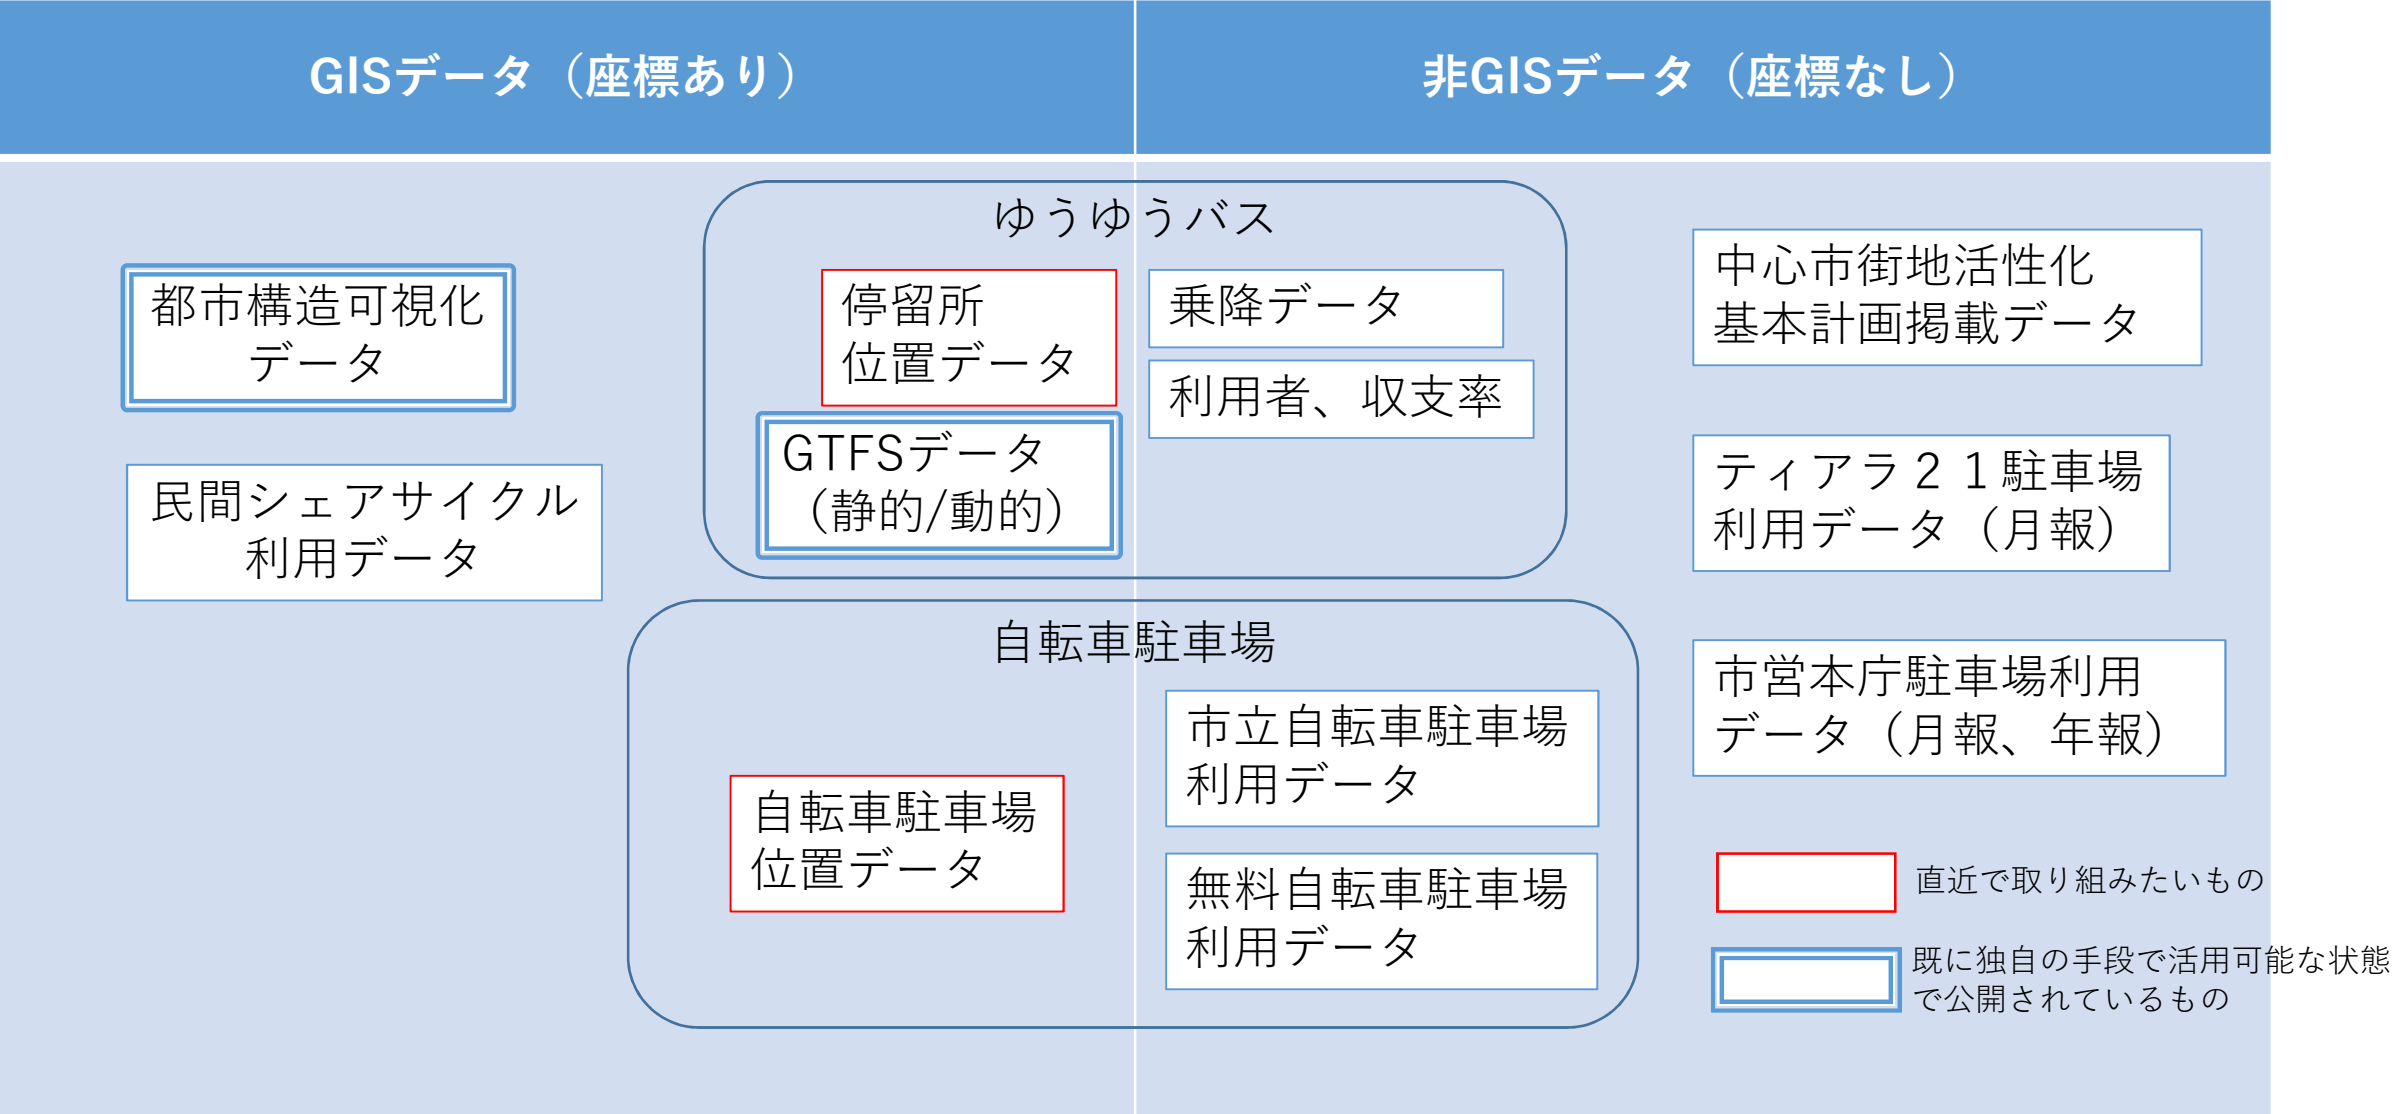 GISデータ（座標あり）
非GISデータ（座標なし）
都市構造可視化
データ
民間シェアサイクル
利用データ
ゆうゆうバス
停留所
位置データ
GTFSデータ
（静的/動的）
乗降データ
利用者、収支率
自転車駐車場
自転車駐車場
位置データ
市立自転車駐車場
利用データ
無料自転車駐車場
利用データ
中心市街地活性化
基本計画掲載データ
ティアラ２１駐車場
利用データ（月報）
市営本庁駐車場利用
データ（月報、年報）
直近で取り組みたいもの
既に独自の手段で活用可能な状態
で公開されているもの